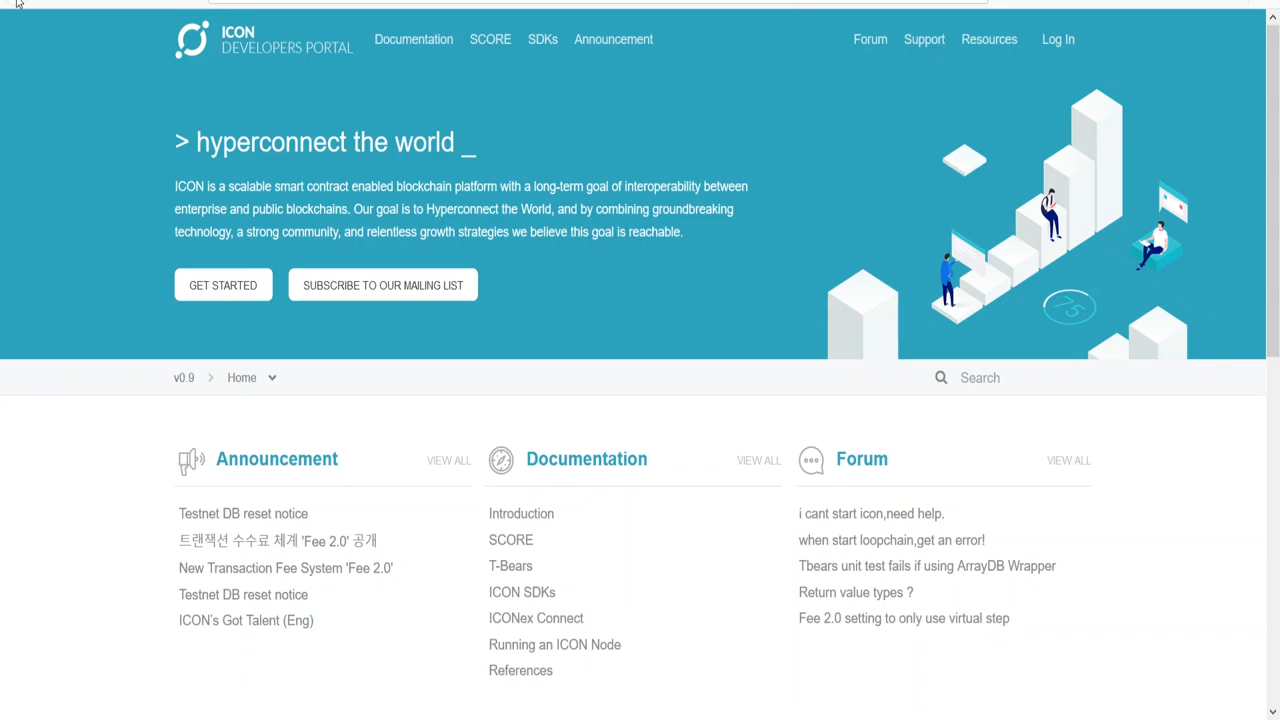 ICON
DEVELOPERS PORTAL
Documentation SCORE SDKs Announcement
Forum Support Resources Log In
> hyperconnect the world _
ICON is a scalable smart contract enabled blockchain platform with a long-term goal of interoperability between
enterprise and public blockchains. Our goal is to Hyperconnect the World, and by combining groundbreaking
technology, a strong community, and relentless growth strategies we believe this goal is reachable.
GET STARTED
SUBSCRIBE TO OUR MAILING LIST
75
v0.9 > Home
Search
Announcement VIEW ALL
Testnet DB reset notice
트랜잭션 수수료 체계 'Fee 2.0' 공개
New Transaction Fee System 'Fee 2.0'
Testnet DB reset notice
ICON's Got Talent (Eng)
Documentation VIEW ALL
Introduction
SCORE
T-Bears
ICON SDKs
ICONex Connect
Running an ICON Node
References
Forum VIEW ALL
i cant start icon,need help.
when start loopchain,get an error!
Tbears unit test fails if using ArrayDB Wrapper
Return value types ?
Fee 2.0 setting to only use virtual step